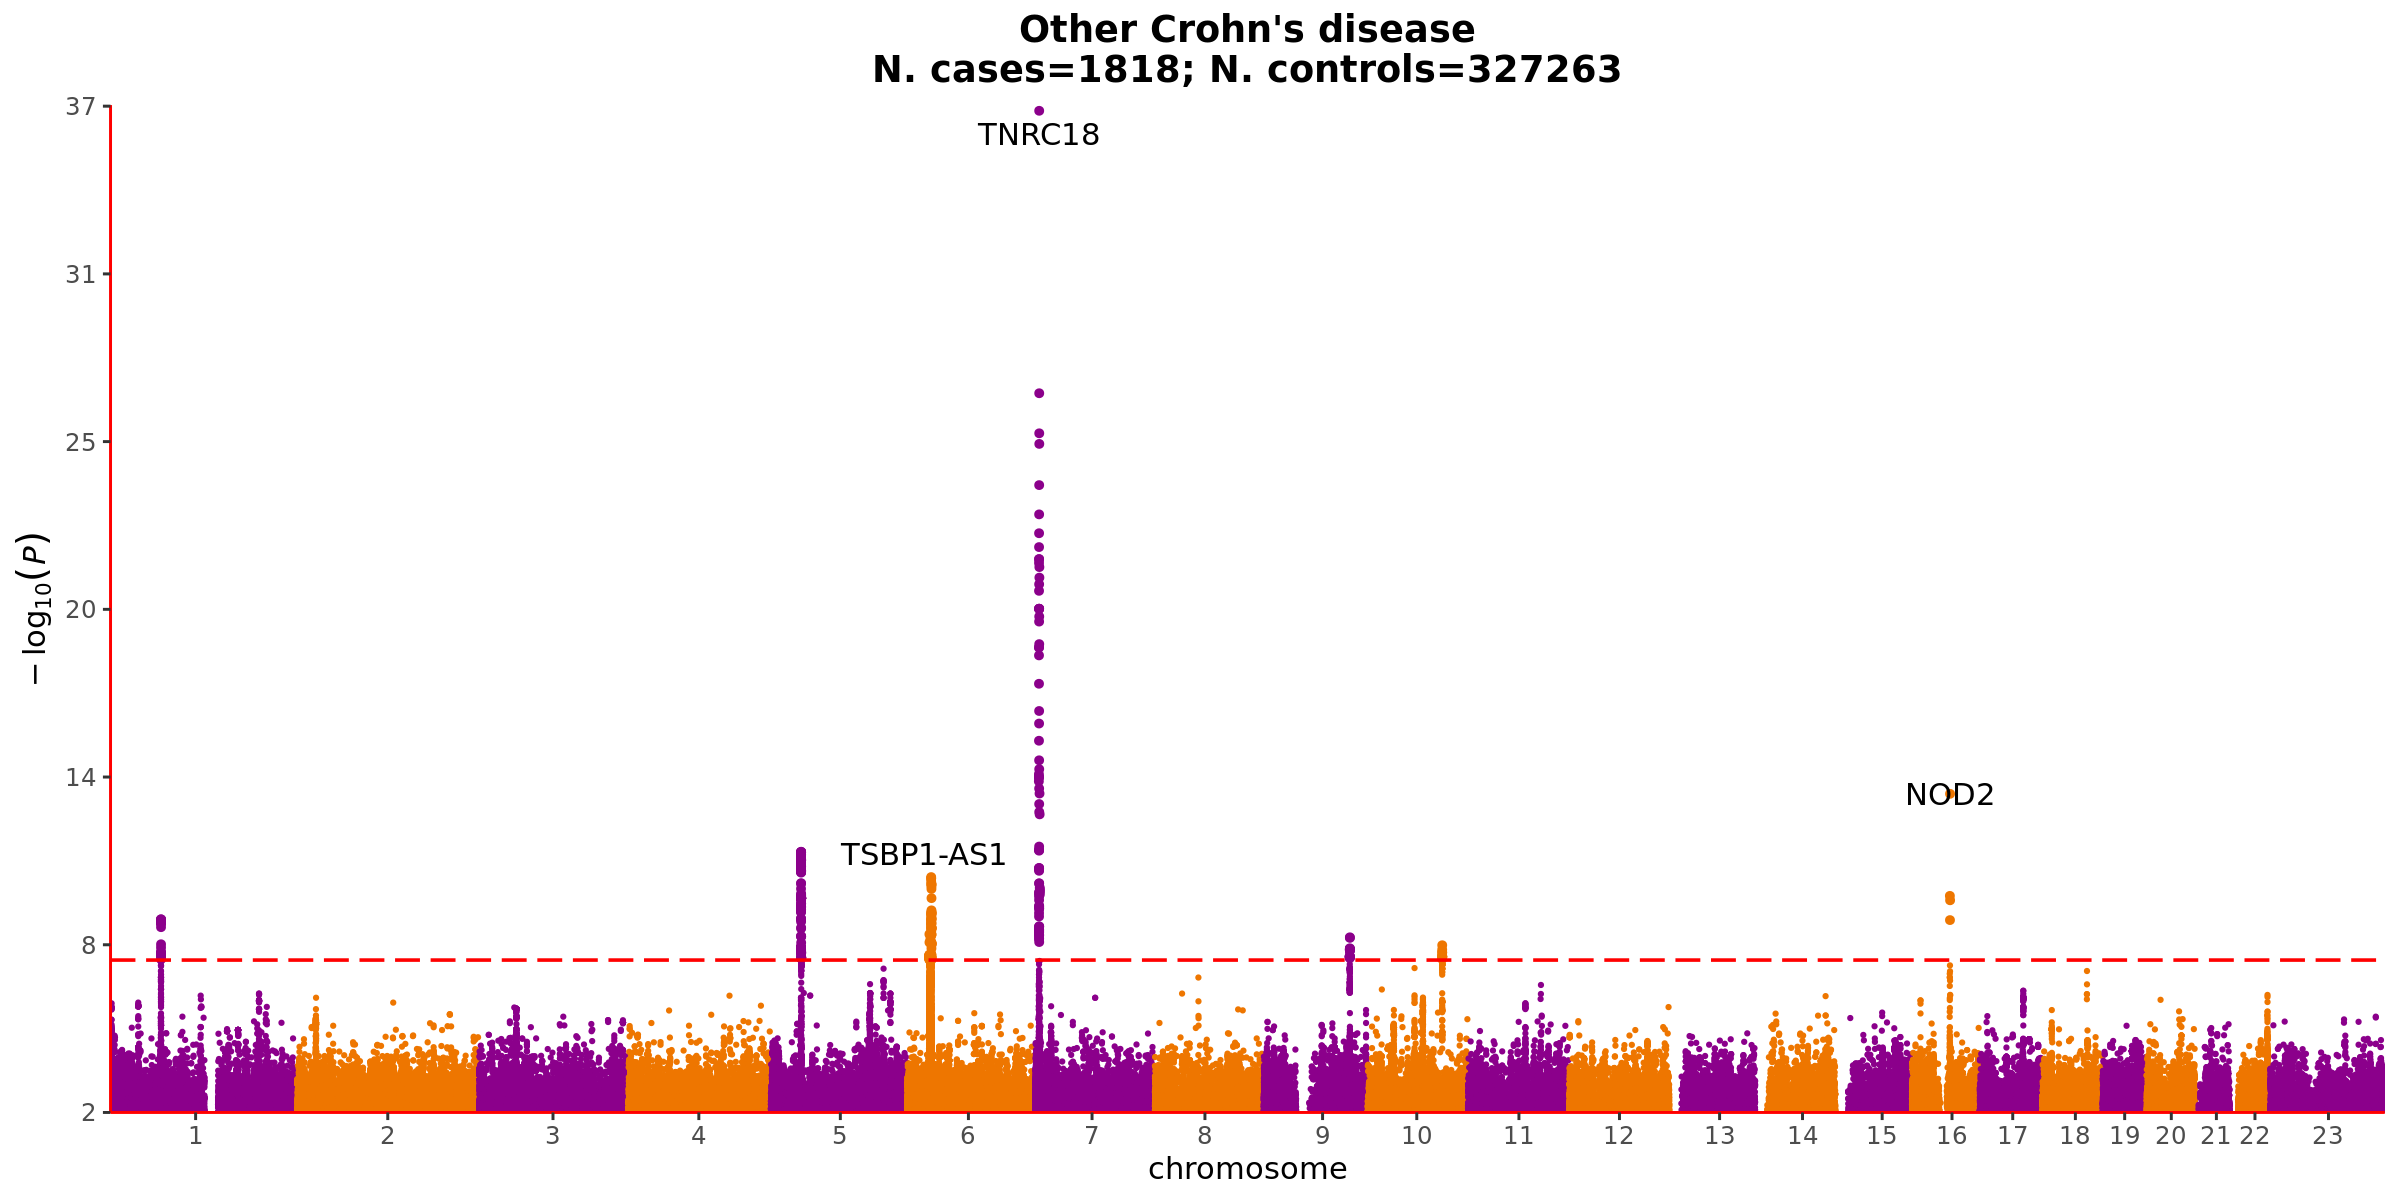 Other Crohn's disease
N. cases=1818; N. controls=327263
37
31
25
20
14
8
2
−log10(P)
TNRC18
TSBP1-AS1
NOD2
1 2 3 4 5 6 7 8 9 10 11 12 13 14 15 16 17 18 19 20 21 22 23
chromosome